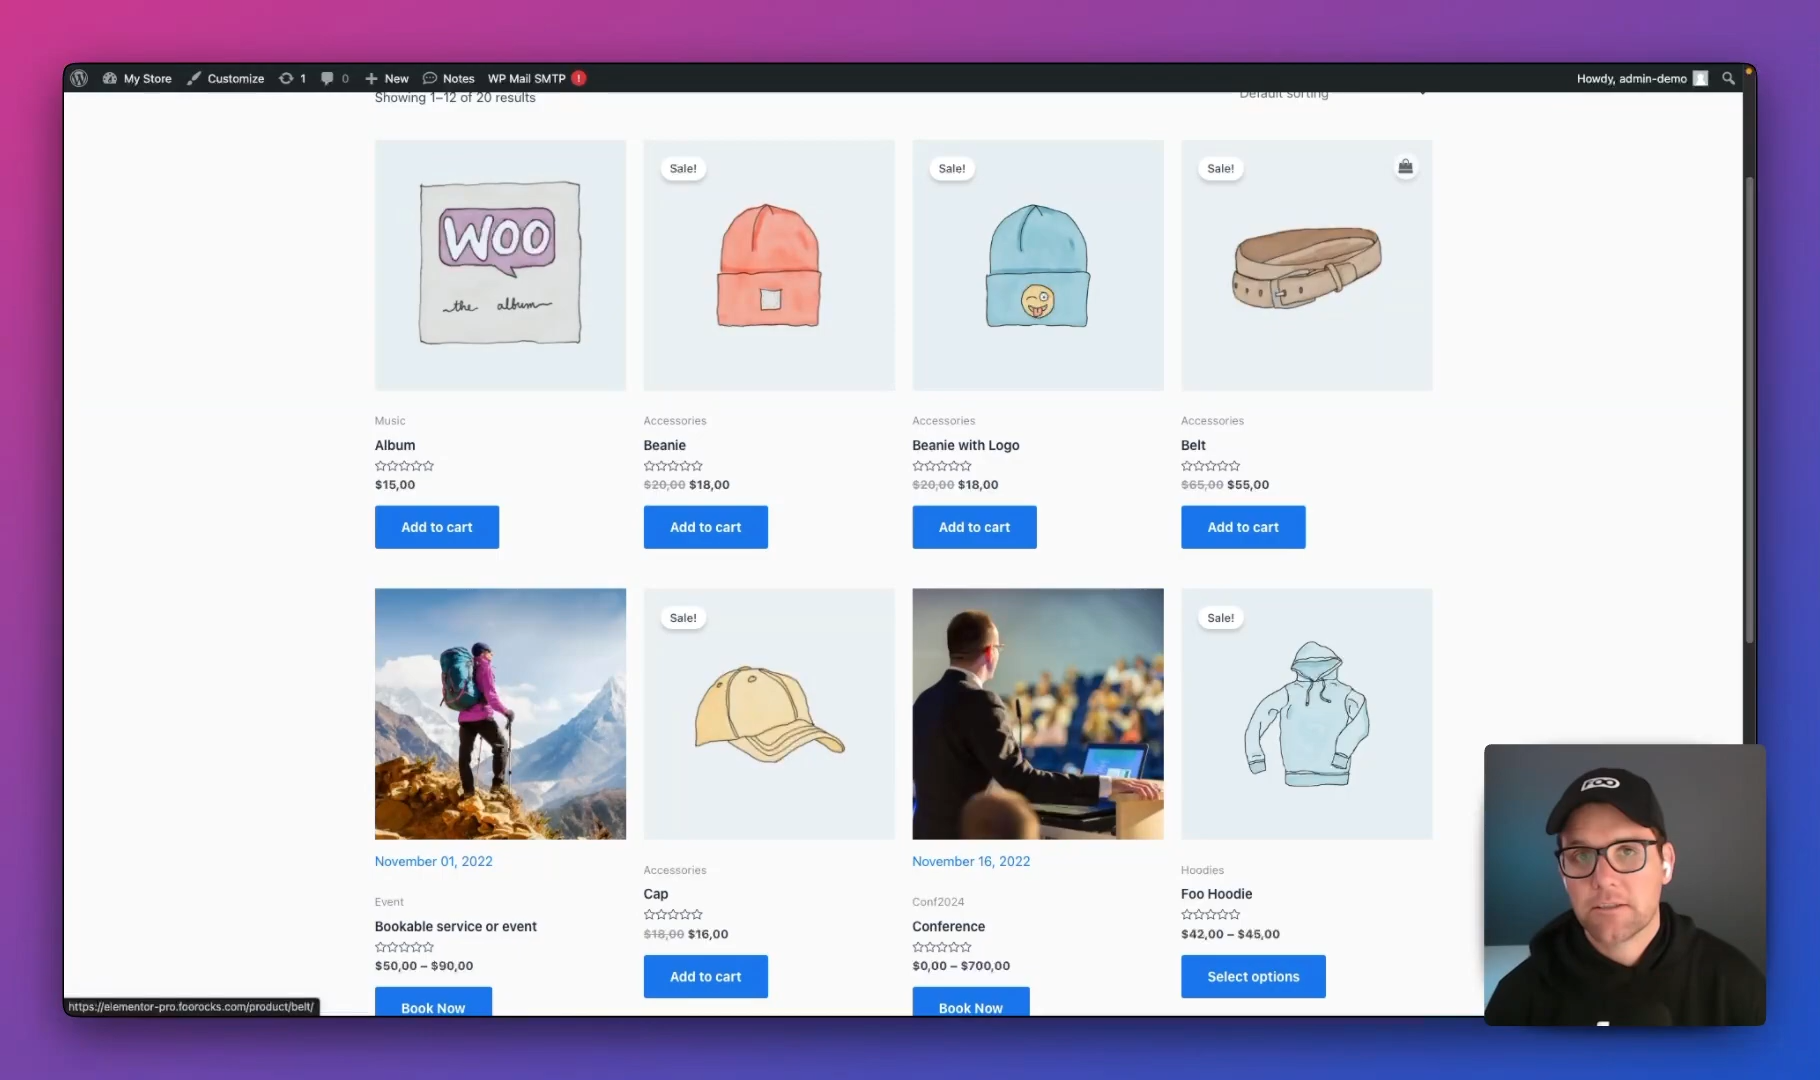 My Store Customize 1 0 New Notes WP Mail SMTP ! Howdy, admin-demo
Showing 1–12 of 20 results
Default sorting
Sale!
Sale!
Sale!
WOO
the album
Music
Accessories
Accessories
Accessories
Album
Beanie
Beanie with Logo
Belt
$15,00
$20,00 $18,00
$20,00 $18,00
$65,00 $55,00
Add to cart
Add to cart
Add to cart
Add to cart
Sale!
Sale!
November 01, 2022
November 16, 2022
Accessories
Hoodies
Cap
Foo Hoodie
Event
Conf2024
Bookable service or event
Conference
$18,00 $16,00
$42,00 – $45,00
$50,00 – $90,00
$0,00 – $700,00
Add to cart
Select options
Book Now
Book Now
https://elementor-pro.foorocks.com/product/belt/
FOO